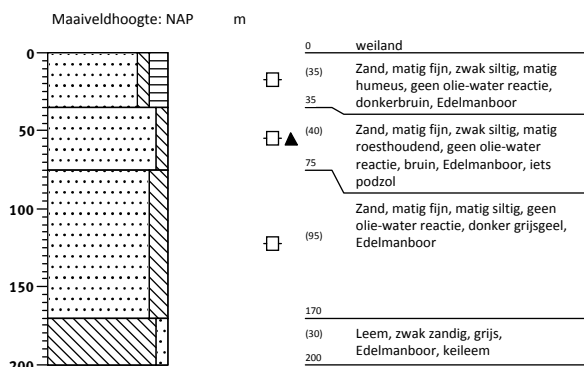 Maaiveldhoogte: NAP m
0
50
100
150
200
0 weiland
(35) Zand, matig fijn, zwak siltig, matig
humeus, geen olie-water reactie,
donkerbruin, Edelmanboor
35
(40) Zand, matig fijn, zwak siltig, matig
roesthoudend, geen olie-water
reactie, bruin, Edelmanboor, iets
podzol
75
Zand, matig fijn, matig siltig, geen
olie-water reactie, donker grijsgeel,
Edelmanboor
(95)
170
(30) Leem, zwak zandig, grijs,
Edelmanboor, keileem
200